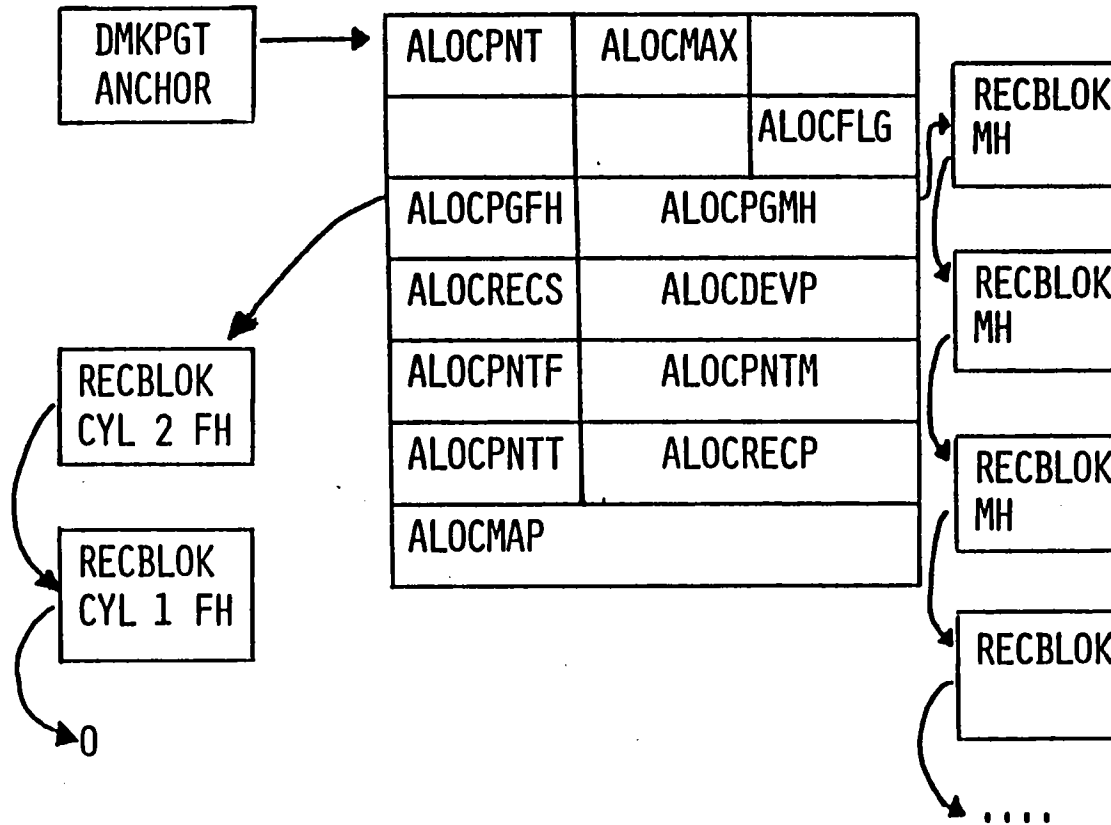 DMKPGT
ANCHOR
ALOCPNT ALOCMAX
ALOCFLG
ALOCPGFH ALOCPGMH
ALOCRECS ALOCDEVP
ALOCPNTF ALOCPNTM
ALOCPNTT ALOCRECP
ALOCMAP
RECBLOK
CYL 2 FH
RECBLOK
CYL 1 FH
0
RECBLOK
MH
RECBLOK
MH
RECBLOK
MH
RECBLOK
....